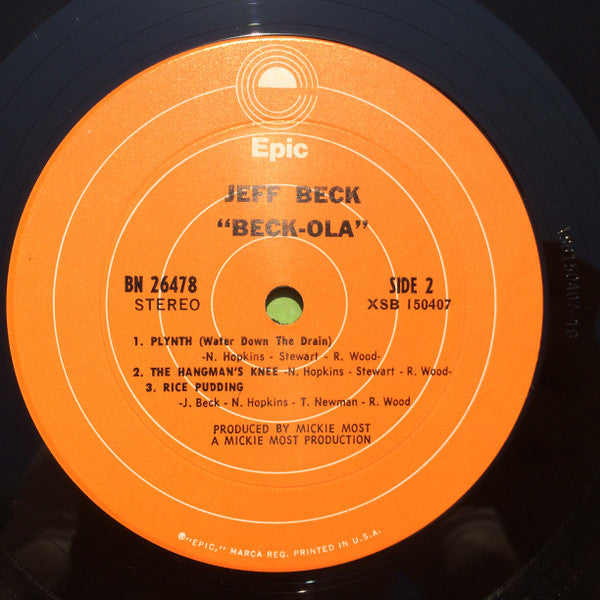 Epic
JEFF BECK
"BECK-OLA"
BN 26478
STEREO
SIDE 2
XSB 150407
1. PLYNTH (Water Down The Drain)
-N. Hopkins - Stewart - R. Wood-
2. THE HANGMAN'S KNEE -N. Hopkins - Stewart - R. Wood-
3. RICE PUDDING
-J. Beck - N. Hopkins - T. Newman - R. Wood
PRODUCED BY MICKIE MOST
A MICKIE MOST PRODUCTION
®"EPIC," MARCA REG. PRINTED IN U.S.A.